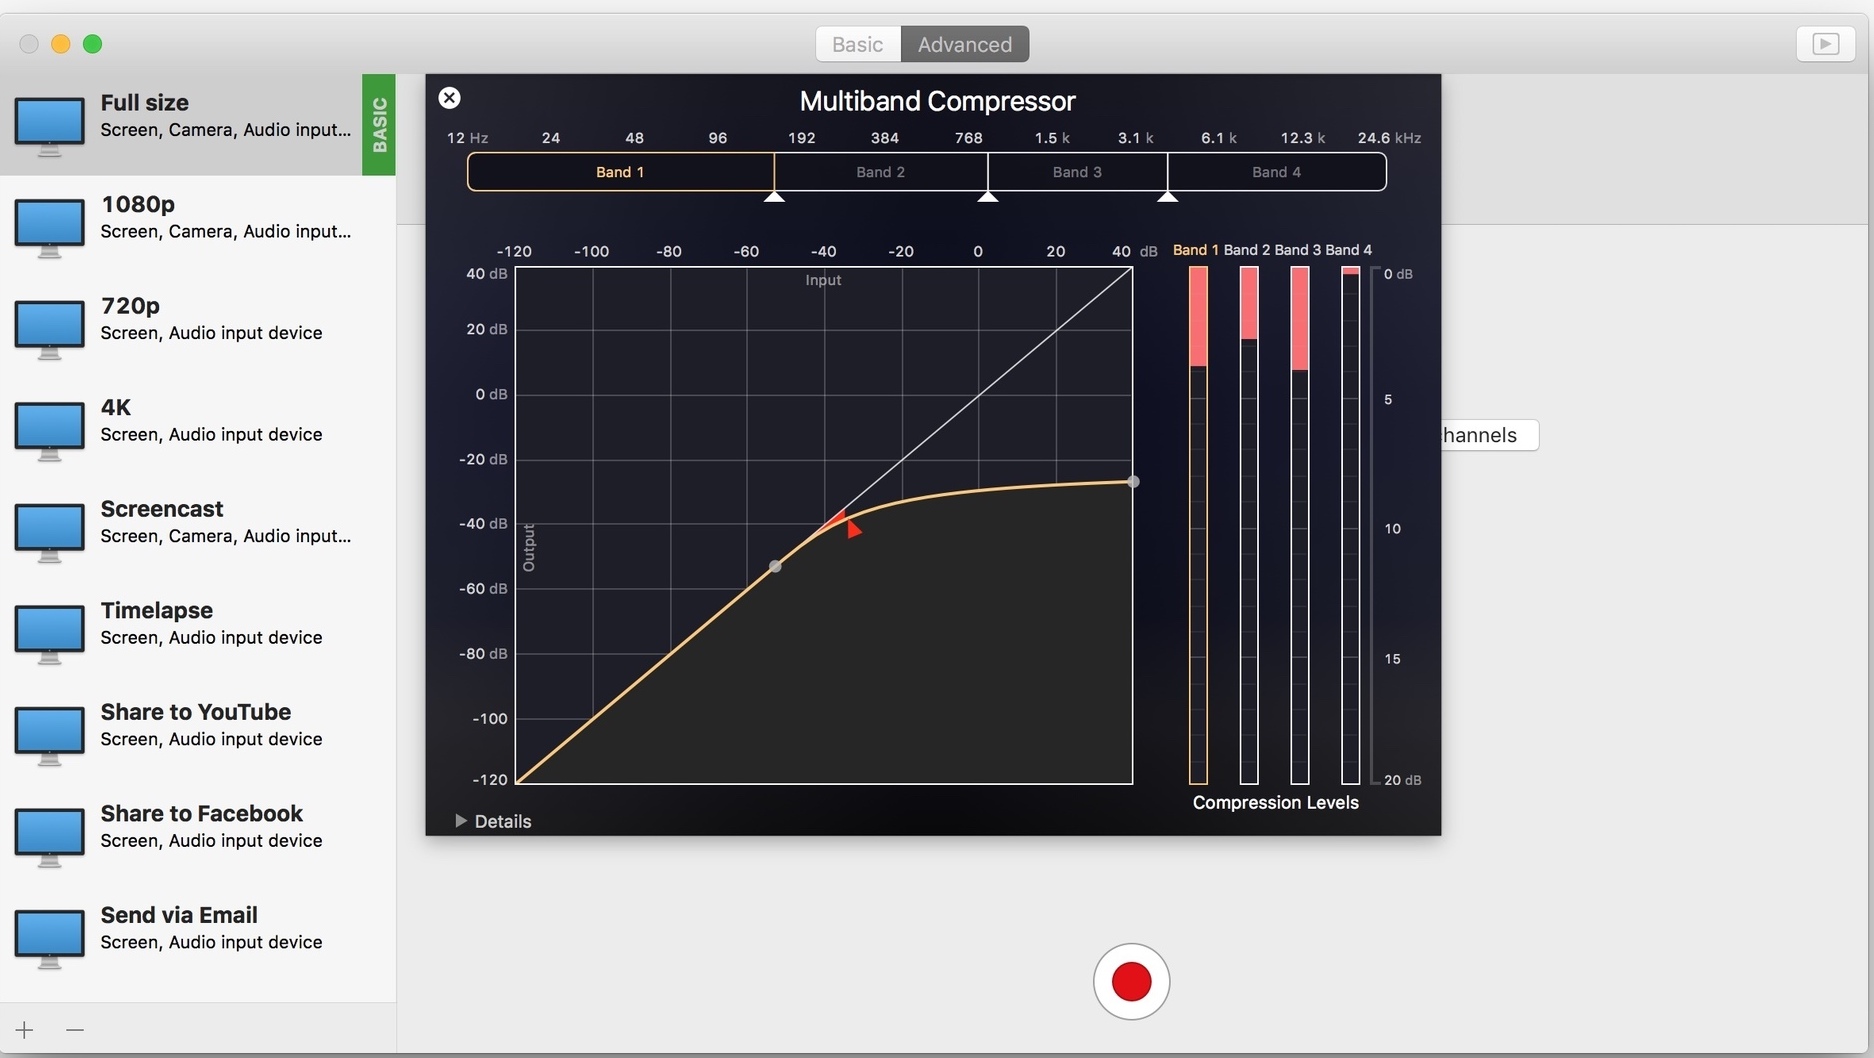 Basic
Advanced
Full size
Screen, Camera, Audio input...
BASIC
1080p
Screen, Camera, Audio input...
720p
Screen, Audio input device
4K
Screen, Audio input device
Screencast
Screen, Camera, Audio input...
Timelapse
Screen, Audio input device
Share to YouTube
Screen, Audio input device
Share to Facebook
Screen, Audio input device
Send via Email
Screen, Audio input device
Multiband Compressor
12 Hz 24 48 96 192 384 768 1.5 k 3.1 k 6.1 k 12.3 k 24.6 kHz
Band 1 Band 2 Band 3 Band 4
-120 -100 -80 -60 -40 -20 0 20 40 dB
Input
40 dB
20 dB
0 dB
-20 dB
-40 dB
-60 dB
-80 dB
-100
-120
Output
Band 1 Band 2 Band 3 Band 4
0 dB
5
10
15
20 dB
Compression Levels
Details
hannels